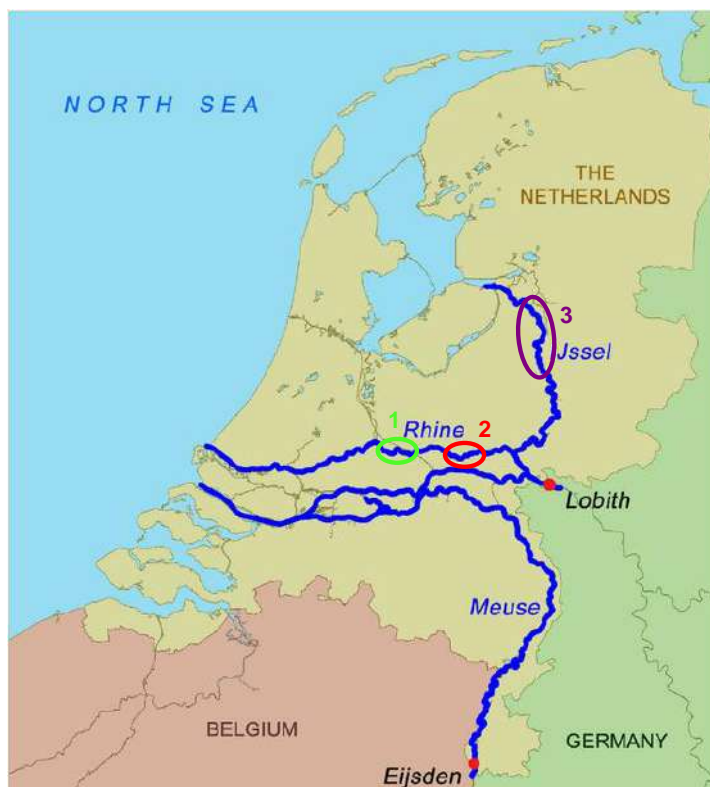 NORTH SEA
THE
NETHERLANDS
3
Jssel
1
Rhine
2
Lobith
Meuse
BELGIUM
GERMANY
Eijsden